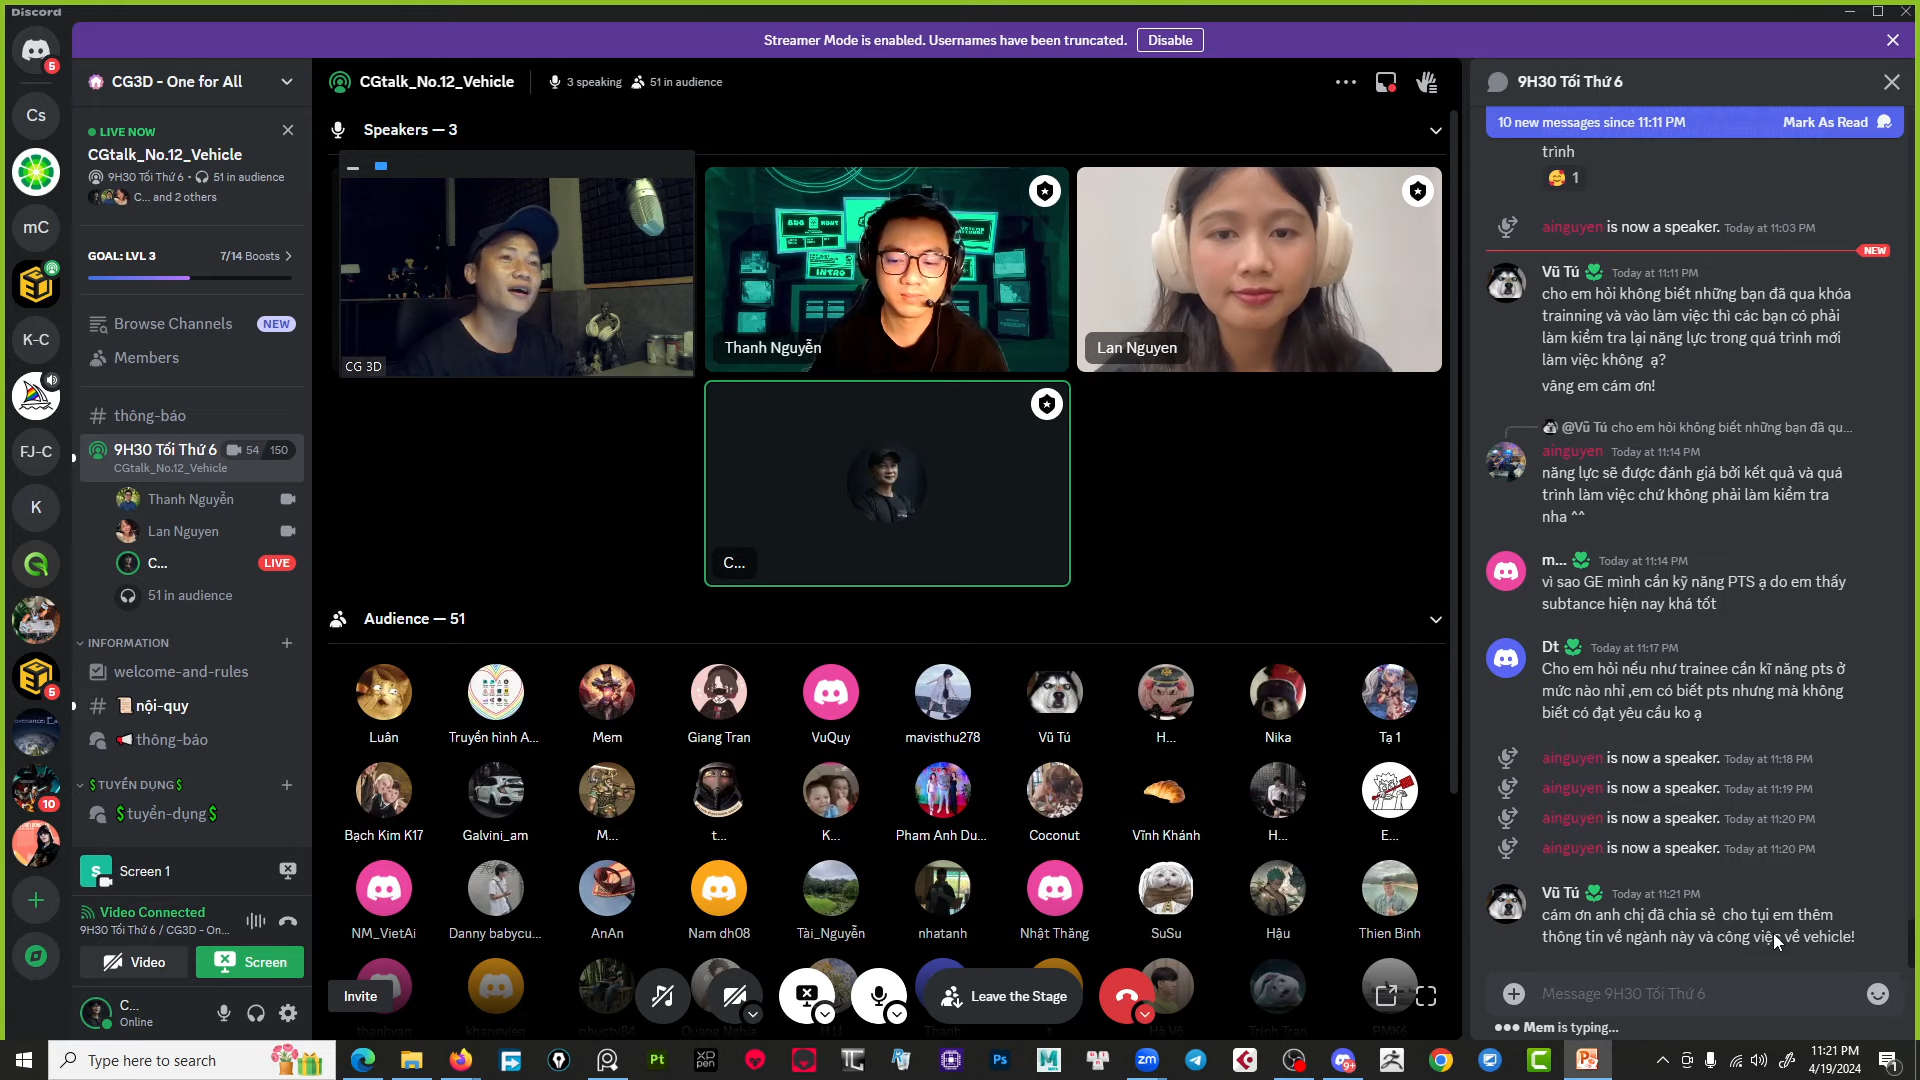 Discord
Streamer Mode is enabled. Usernames have been truncated.
Disable
5
CG3D - One for All
LIVE NOW
CGtalk_No.12_Vehicle
9H30 Tối Thứ 6 • 51 in audience
C... and 2 others
GOAL: LVL 3
7/14 Boosts
Browse Channels
NEW
Members
# thông-báo
9H30 Tối Thứ 6
54
150
CGtalk_No.12_Vehicle
Thanh Nguyễn
Lan Nguyen
C...
LIVE
51 in audience
INFORMATION
welcome-and-rules
nội-quy
thông-báo
$TUYỂN DỤNG$
$tuyển-dụng$
Screen 1
Video Connected
9H30 Tối Thứ 6 / CG3D - On...
Video
Screen
C...
Online
Cs
mC
K-C
FJ-C
K
5
10
CGtalk_No.12_Vehicle
3 speaking
51 in audience
Speakers — 3
CG 3D
INTRO
Thanh Nguyễn
Lan Nguyen
C...
Audience — 51
Luân
Truyền hình A...
Mem
Giang Tran
VuQuy
mavisthu278
Vũ Tú
H...
Nika
Tạ 1
Bạch Kim K17
Galvini_am
M...
t...
K...
Pham Anh Du...
Coconut
Vĩnh Khánh
H...
E...
NM_VietAi
Danny babycu...
AnAn
Nam dh08
Tài_Nguyễn
nhatanh
Nhật Thăng
SuSu
Hậu
Thien Binh
Invite
Leave the Stage
9H30 Tối Thứ 6
10 new messages since 11:11 PM
Mark As Read
trình
1
ainguyen is now a speaker. Today at 11:03 PM
NEW
Vũ Tú Today at 11:11 PM
cho em hỏi không biết những bạn đã qua khóa
trainning và vào làm việc thì các bạn có phải
làm kiểm tra lại năng lực trong quá trình mới
làm việc không ạ?
vâng em cám ơn!
@Vũ Tú cho em hỏi không biết những bạn đã qu...
ainguyen Today at 11:14 PM
năng lực sẽ được đánh giá bởi kết quả và quá
trình làm việc chứ không phải làm kiểm tra
nha ^^
m... Today at 11:14 PM
vì sao GE mình cần kỹ năng PTS ạ do em thấy
subtance hiện nay khá tốt
Dt Today at 11:17 PM
Cho em hỏi nếu như trainee cần kĩ năng pts ở
mức nào nhỉ ,em có biết pts nhưng mà không
biết có đạt yêu cầu ko ạ
ainguyen is now a speaker. Today at 11:18 PM
ainguyen is now a speaker. Today at 11:19 PM
ainguyen is now a speaker. Today at 11:20 PM
ainguyen is now a speaker. Today at 11:20 PM
Vũ Tú Today at 11:21 PM
cám ơn anh chị đã chia sẻ cho tụi em thêm
thông tin về ngành này và công việc về vehicle!
Message 9H30 Tối Thứ 6
Mem is typing...
Type here to search
Pt
xp
pen
Ps
zm
9+
11:21 PM
4/19/2024
1